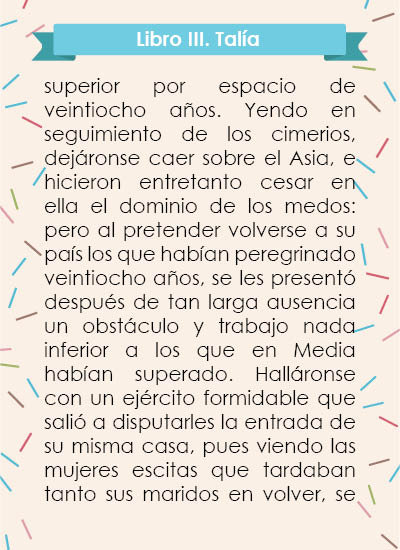 Libro III. Talía
superior por espacio de
veintiocho años. Yendo en
seguimiento de los cimerios,
dejáronse caer sobre el Asia, e
hicieron entretanto cesar en
ella el dominio de los medos:
pero al pretender volverse a su
país los que habían peregrinado
veintiocho años, se les presentó
después de tan larga ausencia
un obstáculo y trabajo nada
inferior a los que en Media
habían superado. Halláronse
con un ejército formidable que
salió a disputarles la entrada de
su misma casa, pues viendo las
mujeres escitas que tardaban
tanto sus maridos en volver, se